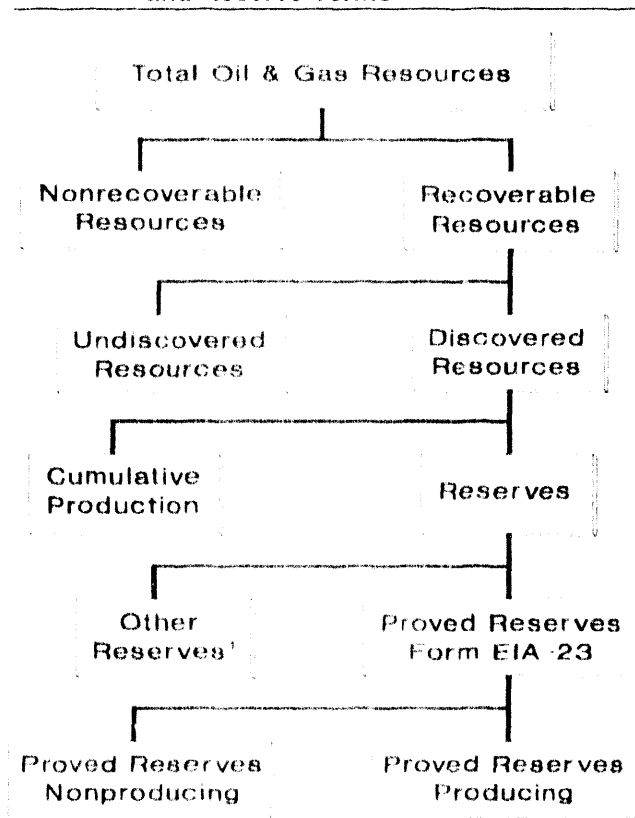 Total Oil & Gas Resources
Nonrecoverable
Resources
Recoverable
Resources
Undiscovered
Resources
Discovered
Resources
Cumulative
Production
Reserves
Other
Reserves¹
Proved Reserves
Form EIA-23
Proved Reserves
Nonproducing
Proved Reserves
Producing